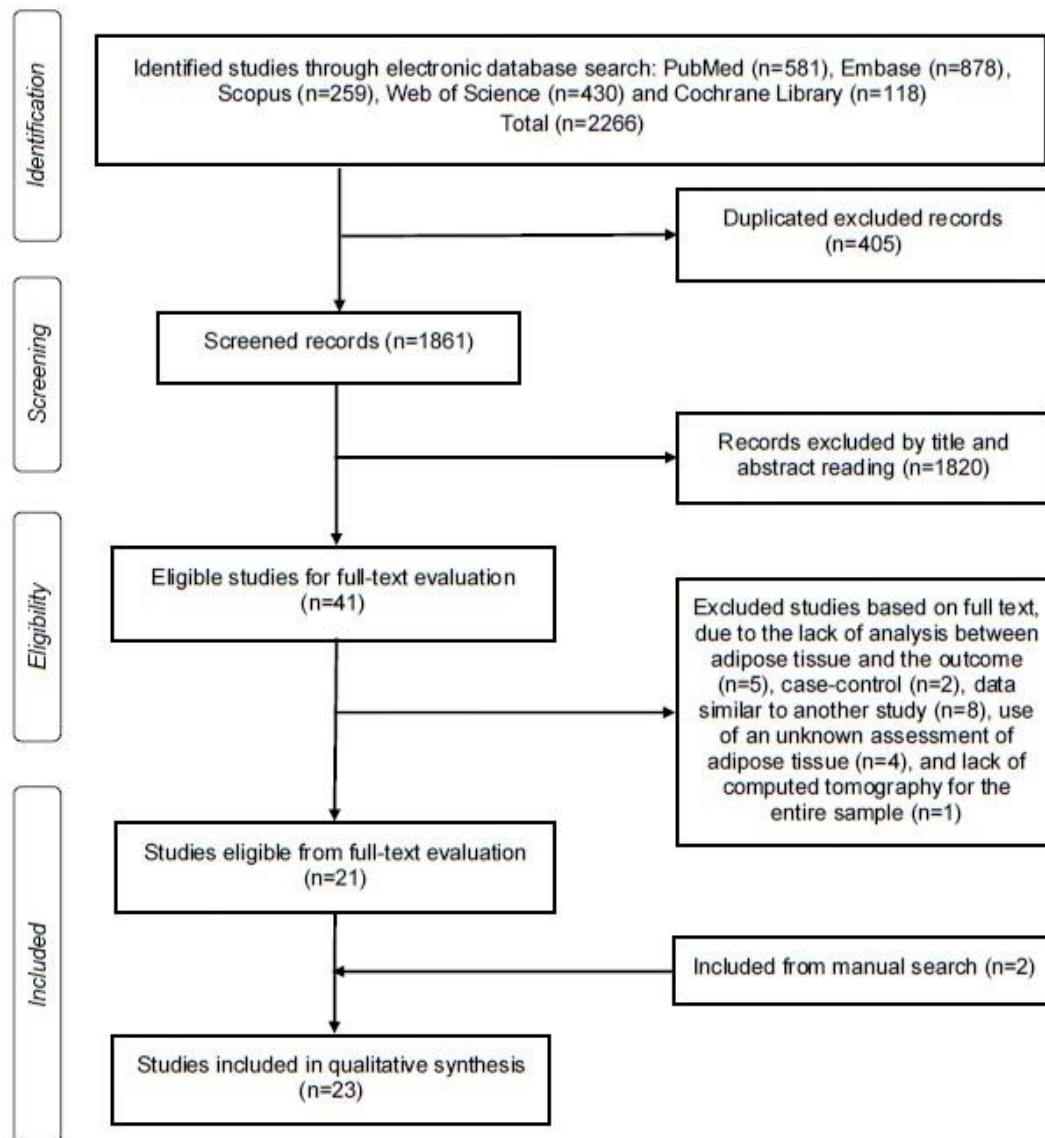 Identification
Identified studies through electronic database search: PubMed (n=581), Embase (n=878),
Scopus (n=259), Web of Science (n=430) and Cochrane Library (n=118)
Total (n=2266)
Duplicated excluded records
(n=405)
Screening
Screened records (n=1861)
Records excluded by title and
abstract reading (n=1820)
Eligibility
Eligible studies for full-text evaluation
(n=41)
Excluded studies based on full text,
due to the lack of analysis between
adipose tissue and the outcome
(n=5), case-control (n=2), data
similar to another study (n=8), use
of an unknown assessment of
adipose tissue (n=4), and lack of
computed tomography for the
entire sample (n=1)
Included
Studies eligible from full-text evaluation
(n=21)
Included from manual search (n=2)
Studies included in qualitative synthesis
(n=23)